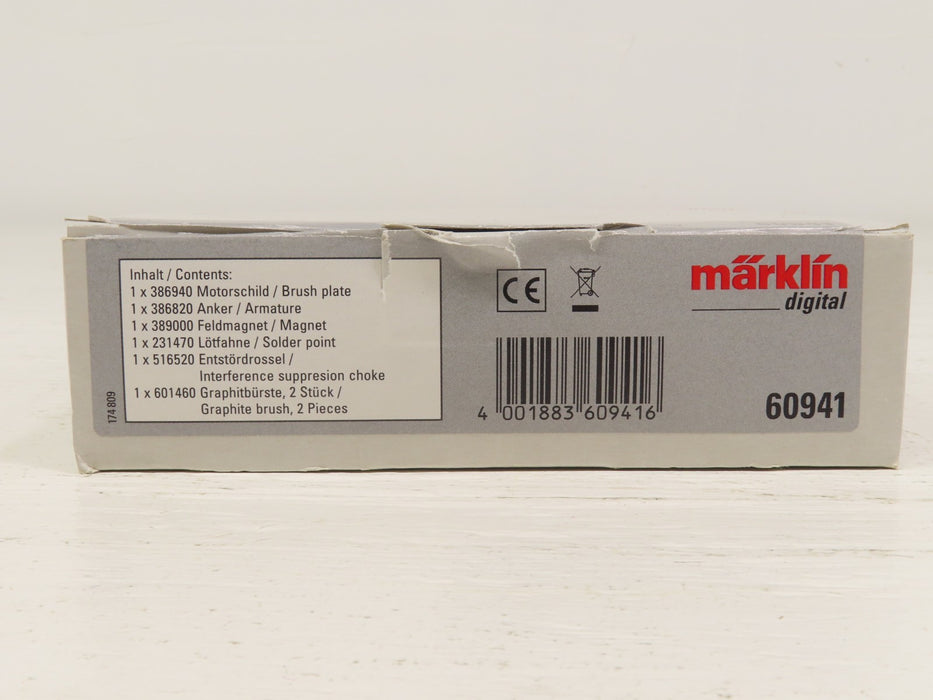 Inhalt / Contents:
1 x 386940 Motorschild / Brush plate
1 x 386820 Anker / Armature
1 x 389000 Feldmagnet / Magnet
1 x 231470 Lötfahne / Solder point
1 x 516520 Entstördrossel /
Interference suppresion choke
1 x 601460 Graphitbürste, 2 Stück /
Graphite brush, 2 Pieces
174 809
CE
4 001883 609416
märklin
digital
60941